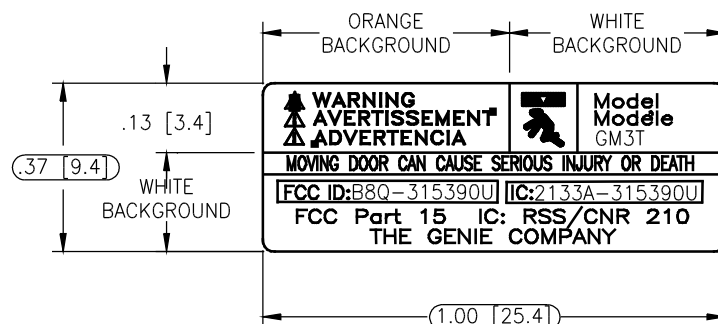 ORANGE
BACKGROUND
WHITE
BACKGROUND
.13 [3.4]
.37 [9.4]
WHITE
BACKGROUND
WARNING
AVERTISSEMENT
ADVERTENCIA
Model
Modele
GM3T
MOVING DOOR CAN CAUSE SERIOUS INJURY OR DEATH
FCC ID:B8Q-315390U IC:2133A-315390U
FCC Part 15 IC: RSS/CNR 210
THE GENIE COMPANY
1.00 [25.4]